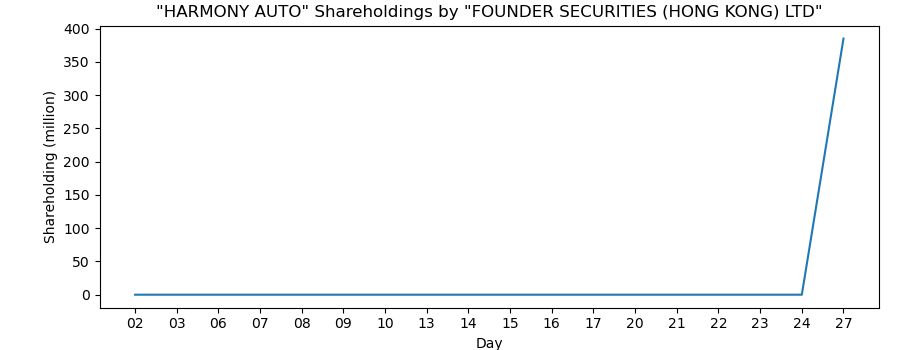 "HARMONY AUTO" Shareholdings by "FOUNDER SECURITIES (HONG KONG) LTD"
Shareholding (million)
400
350
300
250
200
150
100
50
0
02 03 06 07 08 09 10 13 14 15 16 17 20 21 22 23 24 27
Day